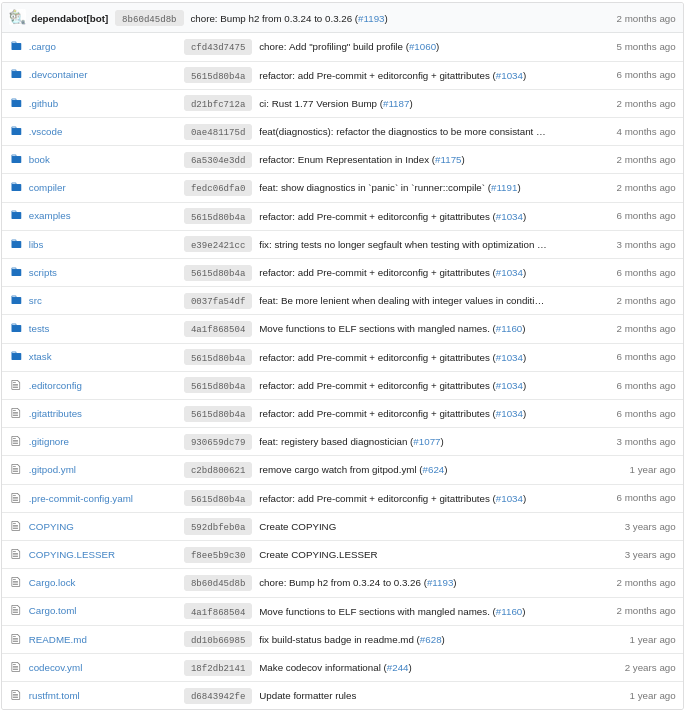 dependabot[bot] 8b60d45d8b chore: Bump h2 from 0.3.24 to 0.3.26 (#1193) 2 months ago
.cargo cfd43d7475 chore: Add "profiling" build profile (#1060) 5 months ago
.devcontainer 5615d80b4a refactor: add Pre-commit + editorconfig + gitattributes (#1034) 6 months ago
.github d21bfc712a ci: Rust 1.77 Version Bump (#1187) 2 months ago
.vscode 0ae481175d feat(diagnostics): refactor the diagnostics to be more consistant … 4 months ago
book 6a5304e3dd refactor: Enum Representation in Index (#1175) 2 months ago
compiler fedc06dfa0 feat: show diagnostics in `panic` in `runner::compile` (#1191) 2 months ago
examples 5615d80b4a refactor: add Pre-commit + editorconfig + gitattributes (#1034) 6 months ago
libs e39e2421cc fix: string tests no longer segfault when testing with optimization … 3 months ago
scripts 5615d80b4a refactor: add Pre-commit + editorconfig + gitattributes (#1034) 6 months ago
src 0037fa54df feat: Be more lenient when dealing with integer values in conditi… 2 months ago
tests 4a1f868504 Move functions to ELF sections with mangled names. (#1160) 2 months ago
xtask 5615d80b4a refactor: add Pre-commit + editorconfig + gitattributes (#1034) 6 months ago
.editorconfig 5615d80b4a refactor: add Pre-commit + editorconfig + gitattributes (#1034) 6 months ago
.gitattributes 5615d80b4a refactor: add Pre-commit + editorconfig + gitattributes (#1034) 6 months ago
.gitignore 930659dc79 feat: registery based diagnostician (#1077) 3 months ago
.gitpod.yml c2bd800621 remove cargo watch from gitpod.yml (#624) 1 year ago
.pre-commit-config.yaml 5615d80b4a refactor: add Pre-commit + editorconfig + gitattributes (#1034) 6 months ago
COPYING 592dbfeb0a Create COPYING 3 years ago
COPYING.LESSER f8ee5b9c30 Create COPYING.LESSER 3 years ago
Cargo.lock 8b60d45d8b chore: Bump h2 from 0.3.24 to 0.3.26 (#1193) 2 months ago
Cargo.toml 4a1f868504 Move functions to ELF sections with mangled names. (#1160) 2 months ago
README.md dd10b66985 fix build-status badge in readme.md (#628) 1 year ago
codecov.yml 18f2db2141 Make codecov informational (#244) 2 years ago
rustfmt.toml d6843942fe Update formatter rules 1 year ago